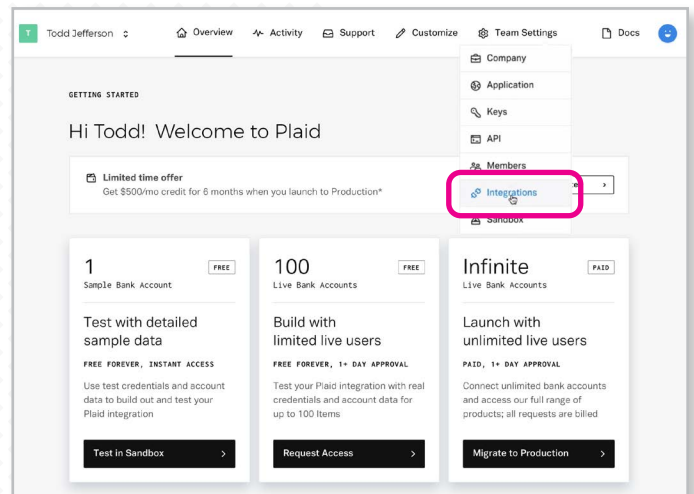 T Todd Jefferson Overview Activity Support Customize Team Settings Docs
Company
Application
Keys
API
Members
Integrations
Sandbox
GETTING STARTED
Hi Todd! Welcome to Plaid
Limited time offer
Get $500/mo credit for 6 months when you launch to Production*
1 FREE
Sample Bank Account
Test with detailed
sample data
FREE FOREVER, INSTANT ACCESS
Use test credentials and account
data to build out and test your
Plaid integration
Test in Sandbox
100 FREE
Live Bank Accounts
Build with
limited live users
FREE FOREVER, 1+ DAY APPROVAL
Test your Plaid integration with real
credentials and account data for
up to 100 Items
Request Access
Infinite PAID
Live Bank Accounts
Launch with
unlimited live users
PAID, 1+ DAY APPROVAL
Connect unlimited bank accounts
and access our full range of
products; all requests are billed
Migrate to Production